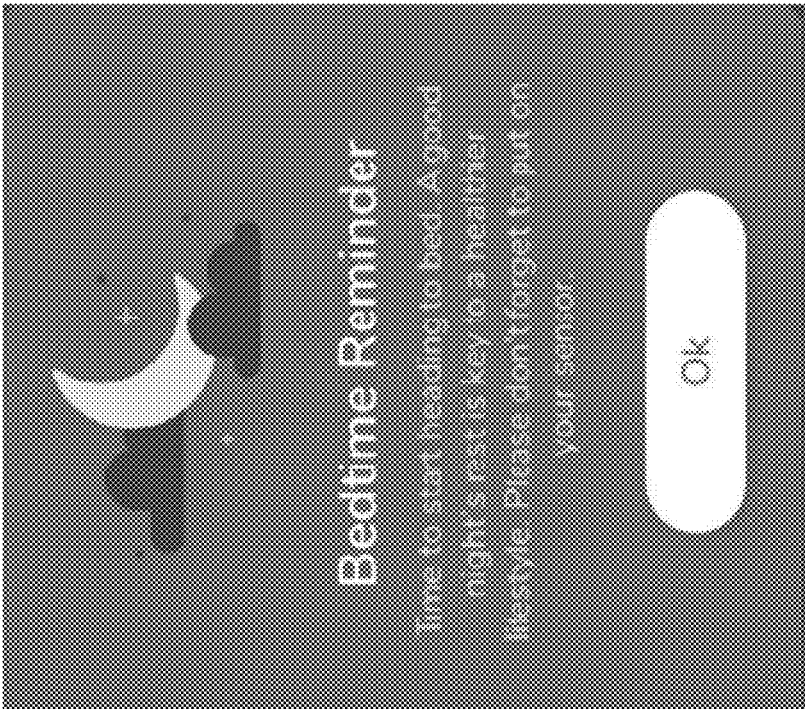 Bedtime Reminder
Time to start heading to bed. A good
night's rest is key to a healthier
lifestyle. Please don't forget to put on
your sensor
Ok